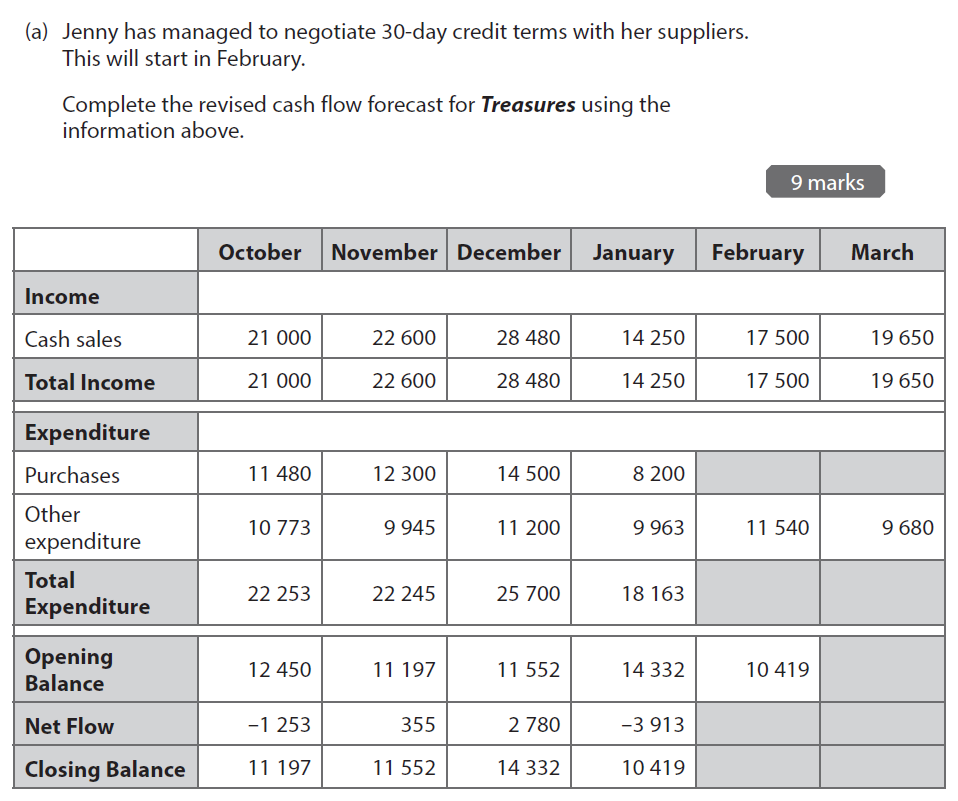 (a) Jenny has managed to negotiate 30-day credit terms with her suppliers.
This will start in February.
Complete the revised cash flow forecast for Treasures using the
information above.
9 marks
October November December January February March
Income
Cash sales 21 000 22 600 28 480 14 250 17 500 19 650
Total Income 21 000 22 600 28 480 14 250 17 500 19 650
Expenditure
Purchases 11 480 12 300 14 500 8 200
Other
expenditure 10 773 9 945 11 200 9 963 11 540 9 680
Total
Expenditure 22 253 22 245 25 700 18 163
Opening
Balance 12 450 11 197 11 552 14 332 10 419
Net Flow –1 253 355 2 780 –3 913
Closing Balance 11 197 11 552 14 332 10 419